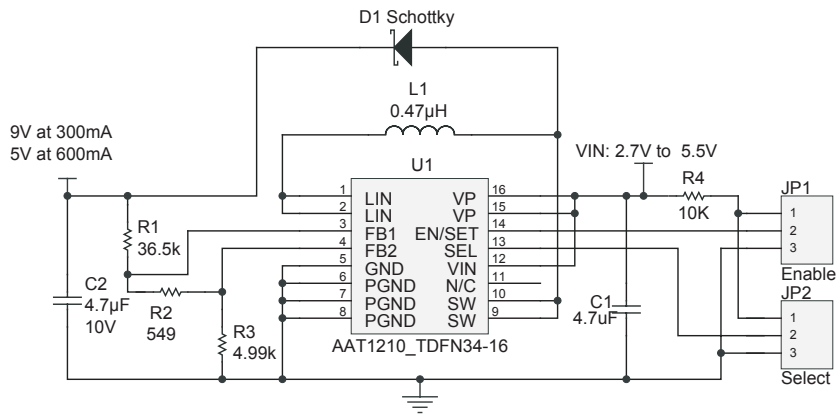 D1 Schottky
L1
0.47µH
9V at 300mA
5V at 600mA
U1
VIN: 2.7V to 5.5V
R4
10K
JP1
1
2
3
Enable
JP2
1
2
3
Select
1 LIN VP 16
2 LIN VP 15
3 FB1 EN/SET 14
4 FB2 SEL 13
5 GND VIN 12
6 PGND N/C 11
7 PGND SW 10
8 PGND SW 9
AAT1210_TDFN34-16
R1
36.5k
C2
4.7µF
10V
R2
549
R3
4.99k
C1
4.7uF